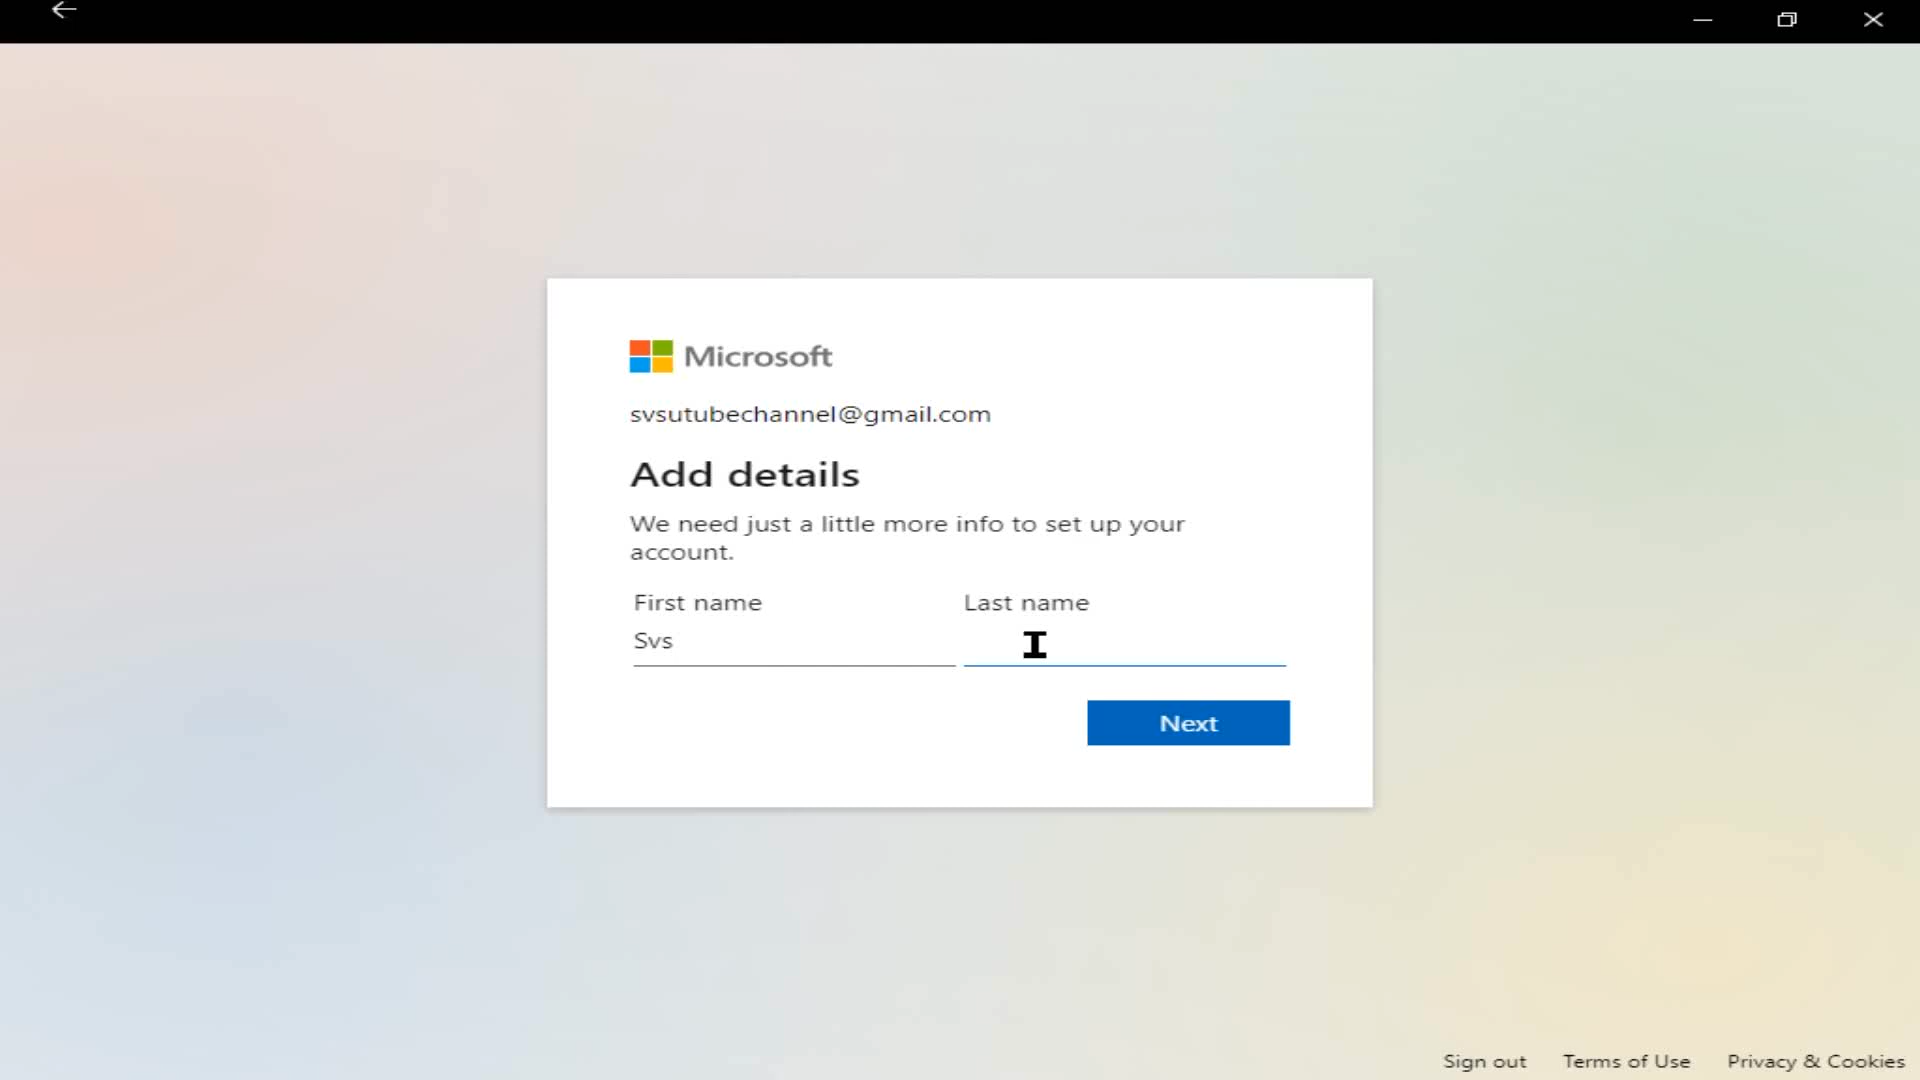 Microsoft
svsutubechannel@gmail.com
Add details
We need just a little more info to set up your
account.
First name
Last name
Svs
Next
Sign out
Terms of Use
Privacy & Cookies